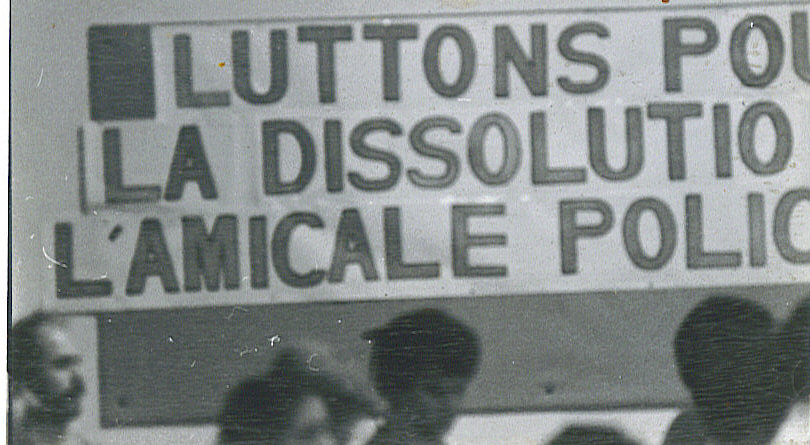 LUTTONS POU
LA DISSOLUTIO
L'AMICALE POLIC